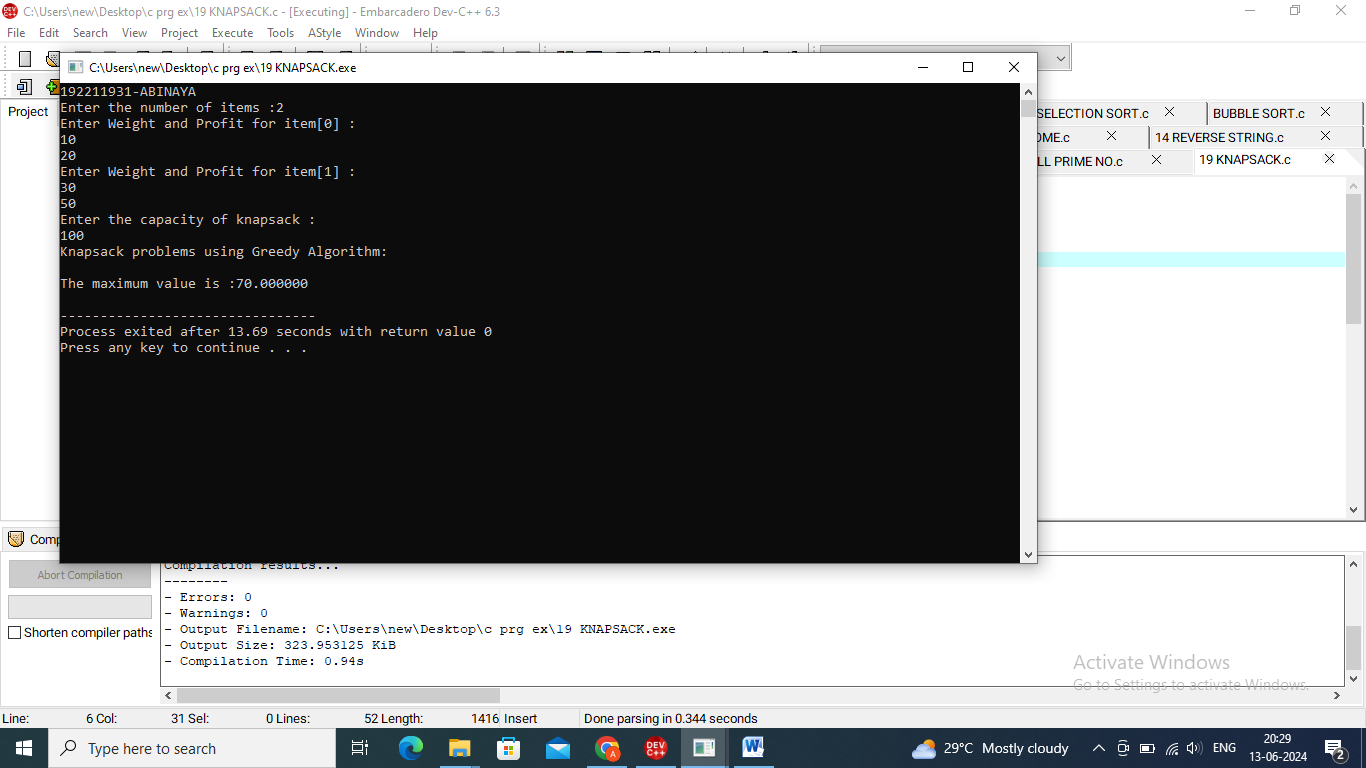 C:\Users\new\Desktop\c prg ex\19 KNAPSACK.c - [Executing] - Embarcadero Dev-C++ 6.3
File Edit Search View Project Execute Tools AStyle Window Help
C:\Users\new\Desktop\c prg ex\19 KNAPSACK.exe
Project
SELECTION SORT.c BUBBLE SORT.c
OME.c 14 REVERSE STRING.c
LL PRIME NO.c 19 KNAPSACK.c
192211931-ABINAYA
Enter the number of items :2
Enter Weight and Profit for item[0] :
10
20
Enter Weight and Profit for item[1] :
30
50
Enter the capacity of knapsack :
100
Knapsack problems using Greedy Algorithm:
The maximum value is :70.000000
--------------------------------
Process exited after 13.69 seconds with return value 0
Press any key to continue . . .
Comp
Abort Compilation
Shorten compiler paths
Compilation results...
--------
- Errors: 0
- Warnings: 0
- Output Filename: C:\Users\new\Desktop\c prg ex\19 KNAPSACK.exe
- Output Size: 323.953125 KiB
- Compilation Time: 0.94s
Activate Windows
Go to Settings to activate Windows.
Line: 6 Col: 31 Sel: 0 Lines: 52 Length: 1416 Insert Done parsing in 0.344 seconds
Type here to search
DEV C++
29°C Mostly cloudy
ENG
20:29
13-06-2024
2